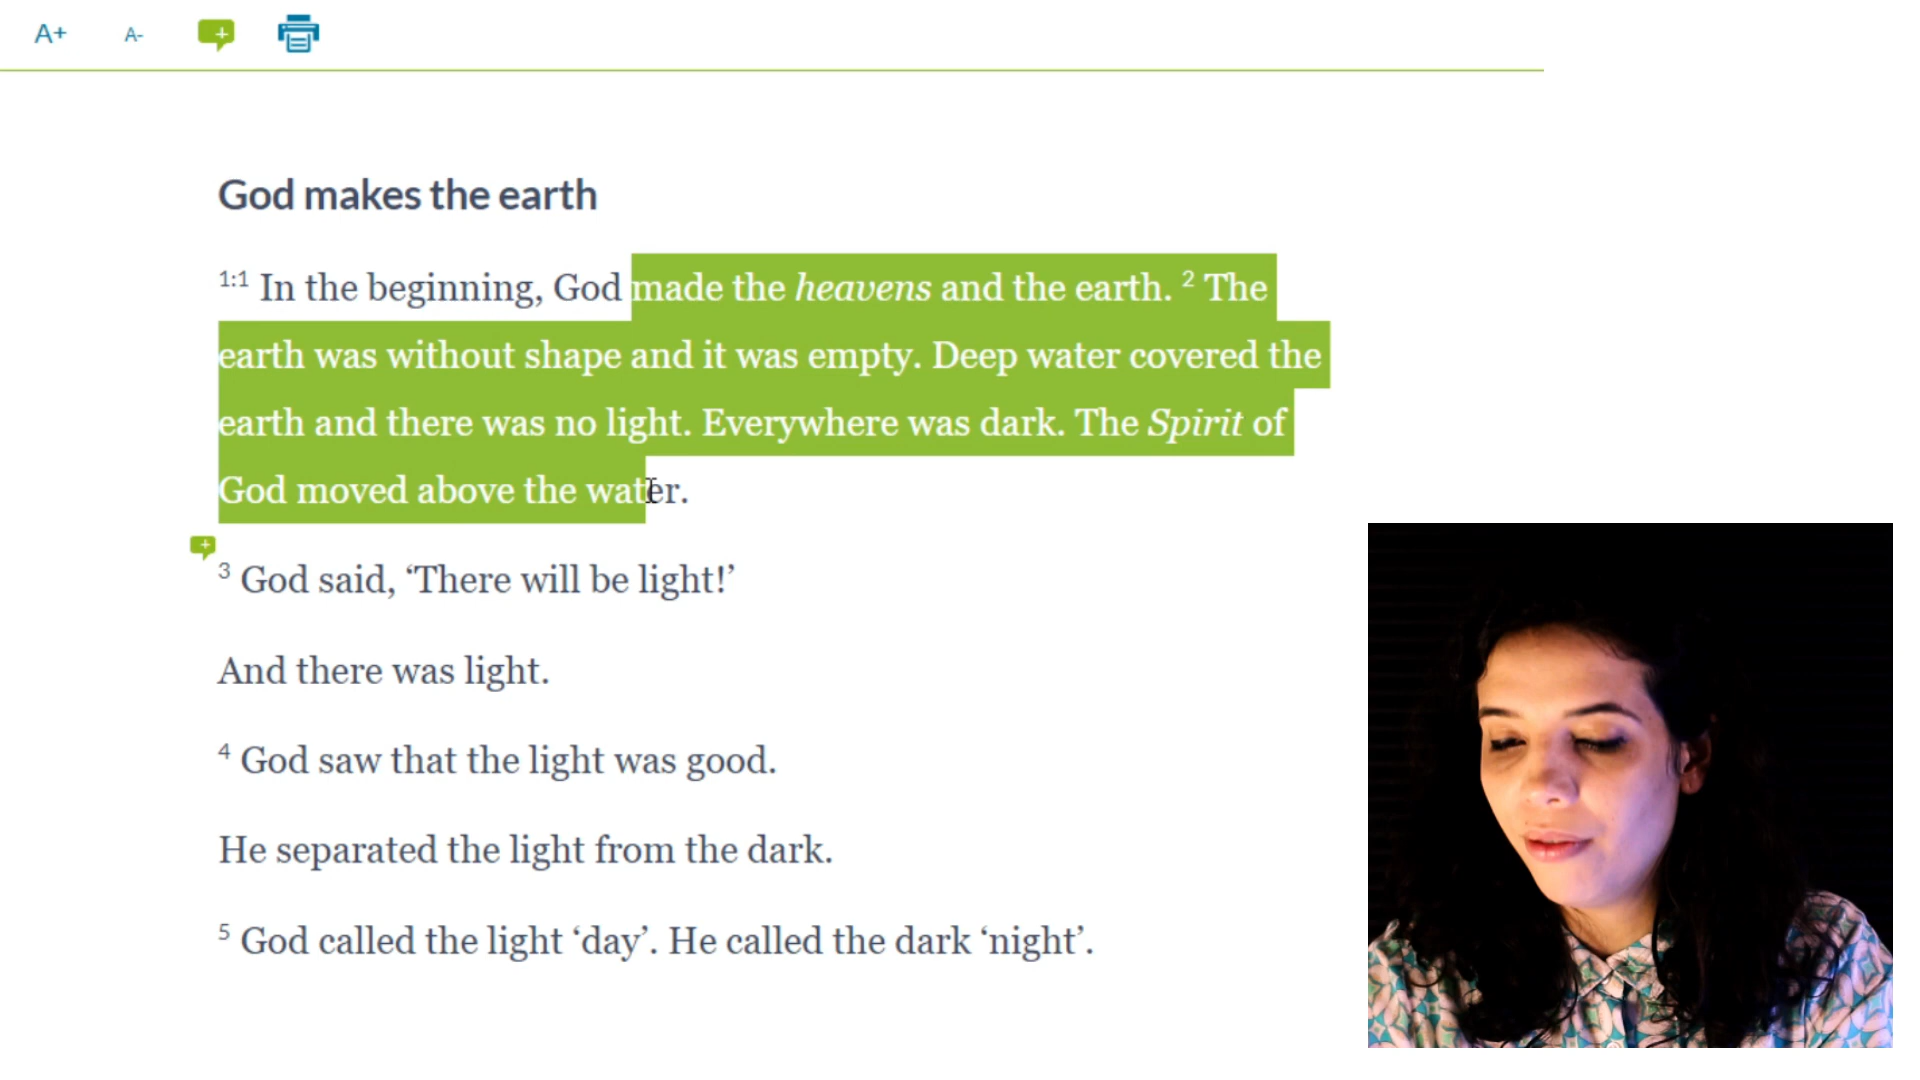 A+ A-
God makes the earth
1:1 In the beginning, God made the heavens and the earth. 2 The
earth was without shape and it was empty. Deep water covered the
earth and there was no light. Everywhere was dark. The Spirit of
God moved above the water.
3 God said, ‘There will be light!’
And there was light.
4 God saw that the light was good.
He separated the light from the dark.
5 God called the light ‘day’. He called the dark ‘night’.